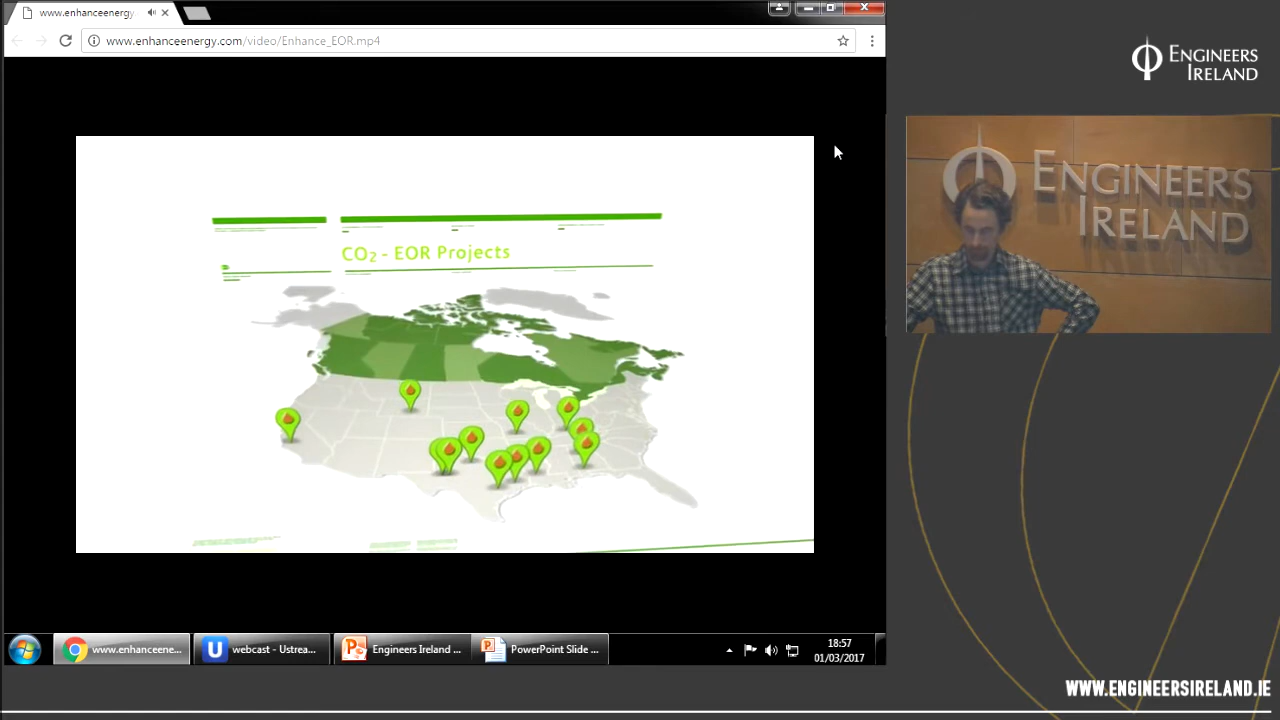 www.enhanceenergy
www.enhanceenergy.com/video/Enhance_EOR.mp4
ENGINEERS
IRELAND
CO2 - EOR Projects
ENGINEERS
IRELAND
www.enhanceene...
U
webcast - Ustrea...
Engineers Ireland ...
PowerPoint Slide ...
18:57
01/03/2017
WWW.ENGINEERSIRELAND.IE